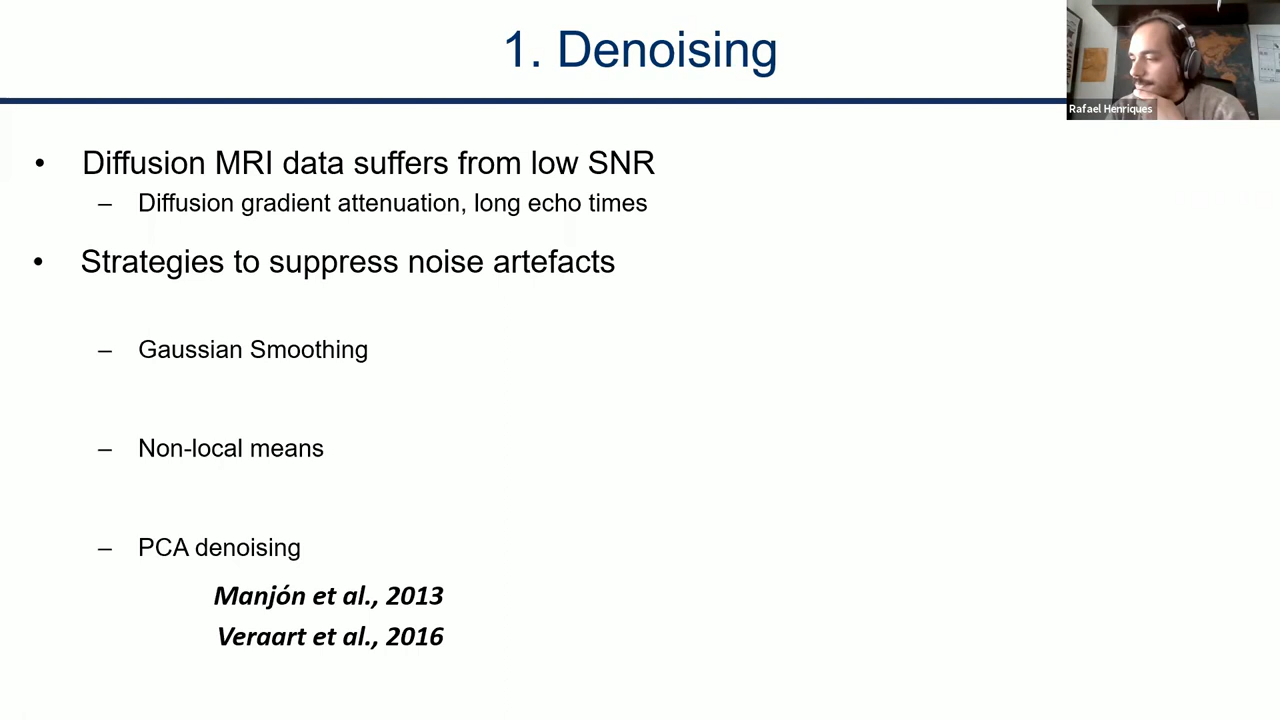 1. Denoising
Rafael Henriques
• Diffusion MRI data suffers from low SNR
– Diffusion gradient attenuation, long echo times
• Strategies to suppress noise artefacts
– Gaussian Smoothing
– Non-local means
– PCA denoising
Manjón et al., 2013
Veraart et al., 2016